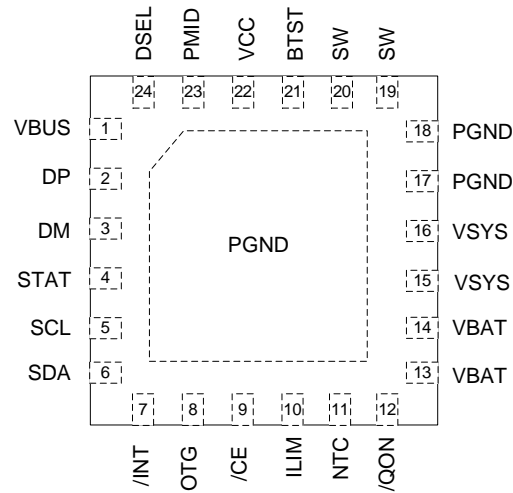 DSEL
PMID
VCC
BTST
SW
SW
24
23
22
21
20
19
VBUS 1
DP 2
DM 3
STAT 4
SCL 5
SDA 6
18 PGND
17 PGND
16 VSYS
15 VSYS
14 VBAT
13 VBAT
PGND
7
8
9
10
11
12
/INT
OTG
/CE
ILIM
NTC
/QON